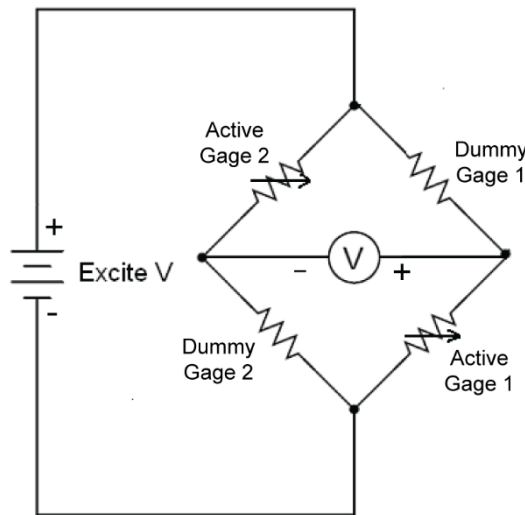 Active
Gage 2
Dummy
Gage 1
+
Excite V
-
– V +
Dummy
Gage 2
Active
Gage 1